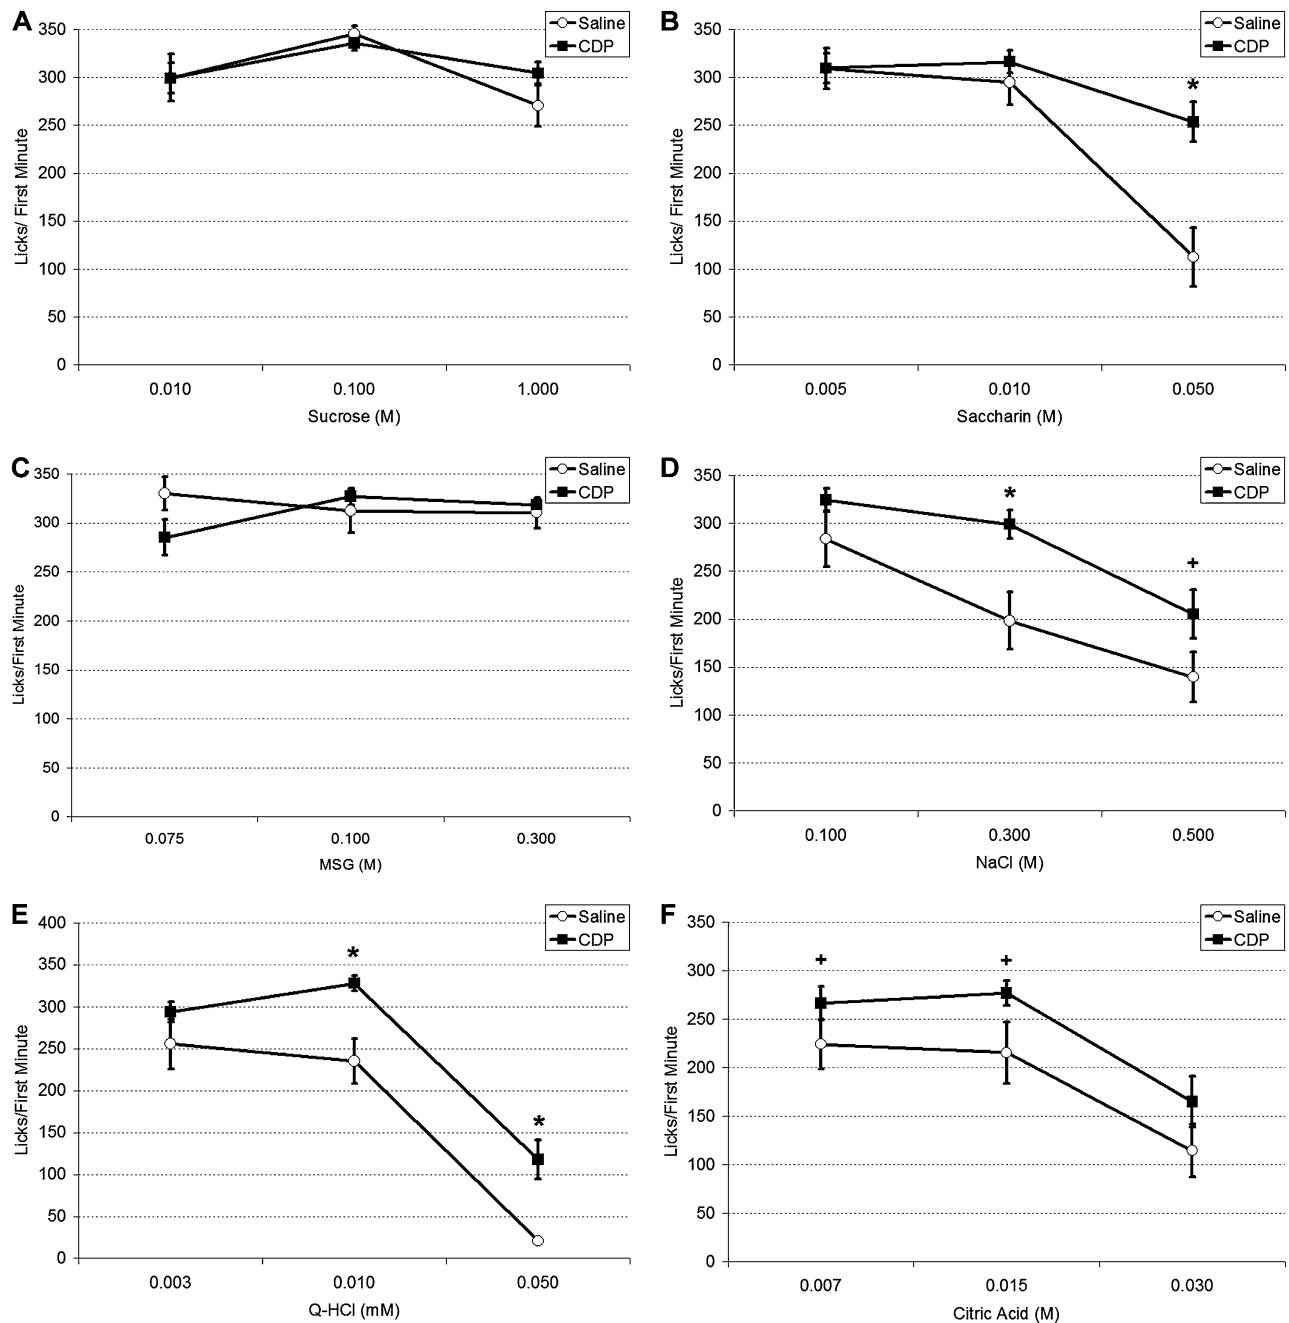 A
Saline
CDP
350
300
250
200
150
100
50
0
Licks/ First Minute
0.010 0.100 1.000
Sucrose (M)
B
Saline
CDP
350
300
250
200
150
100
50
0
Licks/ First Minute
*
0.005 0.010 0.050
Saccharin (M)
C
Saline
CDP
350
300
250
200
150
100
50
0
Licks/First Minute
0.075 0.100 0.300
MSG (M)
D
Saline
CDP
350
300
250
200
150
100
50
0
Licks/First Minute
*
+
0.100 0.300 0.500
NaCl (M)
E
Saline
CDP
400
350
300
250
200
150
100
50
0
Licks/First Minute
*
*
0.003 0.010 0.050
Q-HCl (mM)
F
Saline
CDP
350
300
250
200
150
100
50
0
Licks/First Minute
+ +
0.007 0.015 0.030
Citric Acid (M)